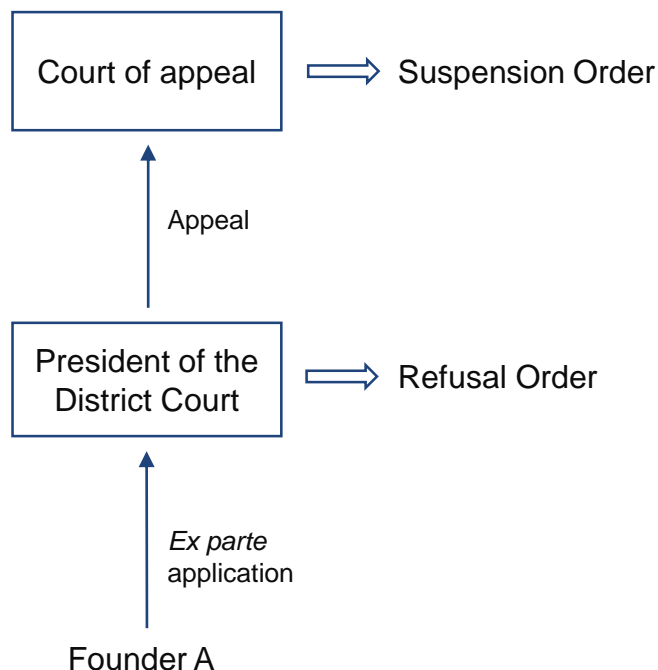 Court of appeal
Suspension Order
Appeal
President of the
District Court
Refusal Order
Ex parte
application
Founder A